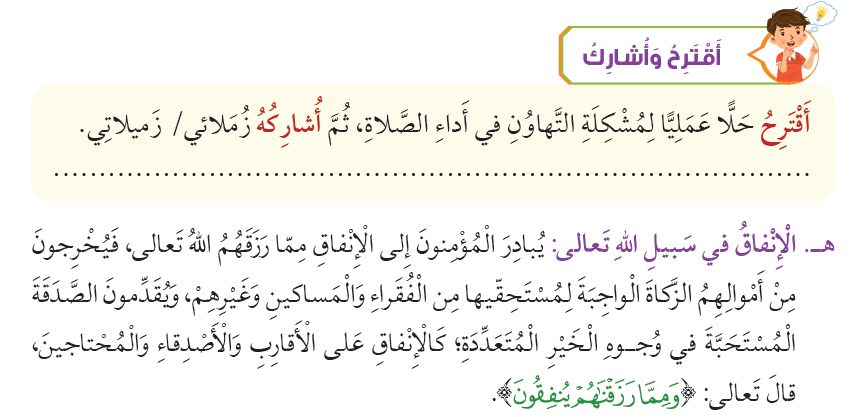 أَقْتَرِحُ وَأُشارِكُ
أَقْتَرِحُ حَلًّا عَمَلِيًّا لِمُشْكِلَةِ التَّهاوُنِ في أَداءِ الصَّلاةِ، ثُمَّ أُشارِكُهُ زُمَلائي/ زَميلاتي.
................................................................................
هـ. الْإِنْفاقُ في سَبيلِ اللهِ تَعالى: يُبادِرَ الْمُؤْمِنونَ إِلى الْإِنْفاقِ مِمّا رَزَقَهُمُ اللهُ تَعالى، فَيُخْرِجونَ
مِنْ أَمْوالِهِمُ الزَّكاةَ الْواجِبَةَ لِمُسْتَحِقّيها مِن الْفُقَراءِ وَالْمَساكينِ وَغَيْرِهِمْ، وَيُقَدِّمونَ الصَّدَقَةَ
الْمُسْتَحَبَّةَ في وُجـوهِ الْخَيْرِ الْمُتَعَدِّدَةِ؛ كَالْإِنْفاقِ عَلى الْأَقارِبِ وَالْأَصْدِقاءِ وَالْمُحْتاجينَ،
قالَ تَعالى: ﴿وَمِمَّا رَزَقْنَٰهُمْ يُنفِقُونَ﴾.